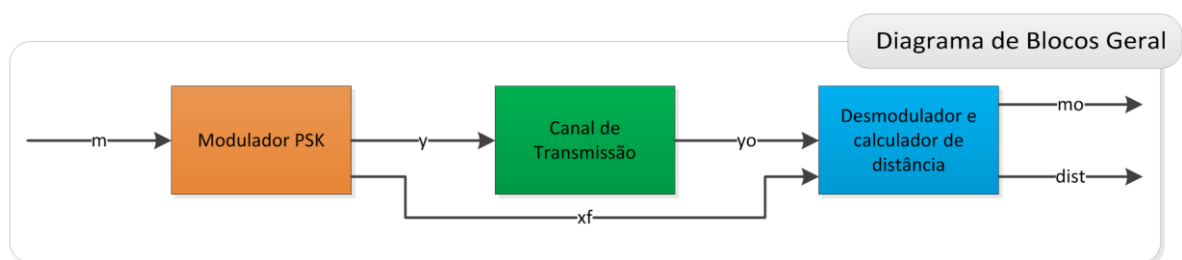 Diagrama de Blocos Geral
m
Modulador PSK
y
Canal de
Transmissão
yo
Desmodulador e
calculador de
distância
mo
dist
xf